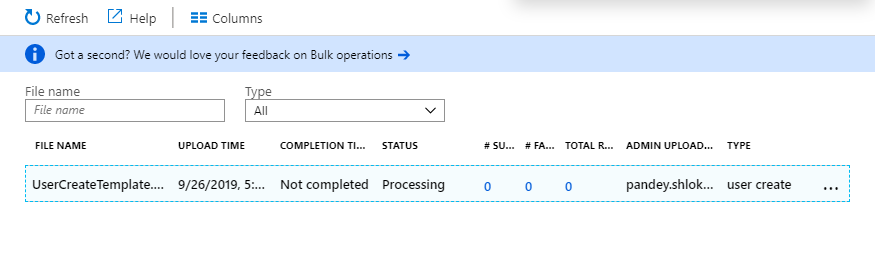 Refresh Help Columns
Got a second? We would love your feedback on Bulk operations →
File name Type
File name All
FILE NAME UPLOAD TIME COMPLETION TI... STATUS # SU... # FA... TOTAL R... ADMIN UPLOAD... TYPE
UserCreateTemplate.... 9/26/2019, 5:... Not completed Processing 0 0 0 pandey.shlok... user create ...